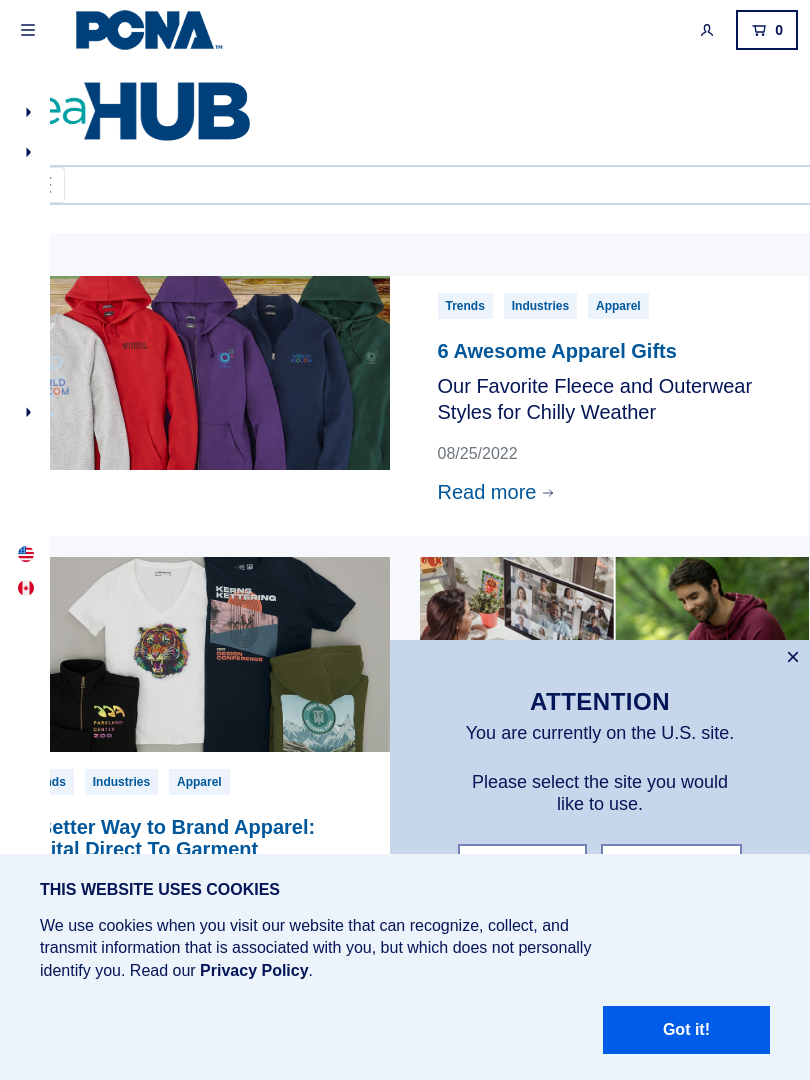 PCNA™
0
eaHUB
Trends Industries Apparel
6 Awesome Apparel Gifts
Our Favorite Fleece and Outerwear
Styles for Chilly Weather
08/25/2022
Read more
KERNS
KETTERING
DESIGN
CONFERENCE
PARKLAND
CENTER
ZOO
nds Industries Apparel
Better Way to Brand Apparel:
ital Direct To Garment
ATTENTION
You are currently on the U.S. site.
Please select the site you would
like to use.
THIS WEBSITE USES COOKIES
We use cookies when you visit our website that can recognize, collect, and
transmit information that is associated with you, but which does not personally
identify you. Read our Privacy Policy.
Got it!